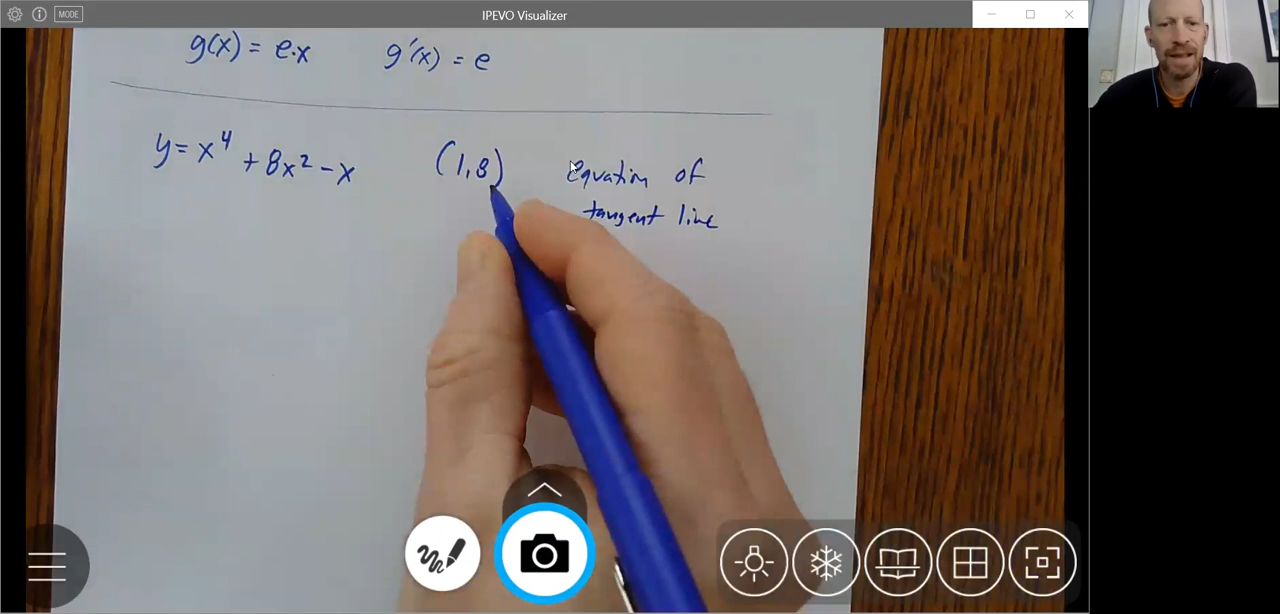 MODE
IPEVO Visualizer
g(x) = e·x g'(x) = e
y = x⁴ + 8x² - x (1,8) Equation of
tangent line